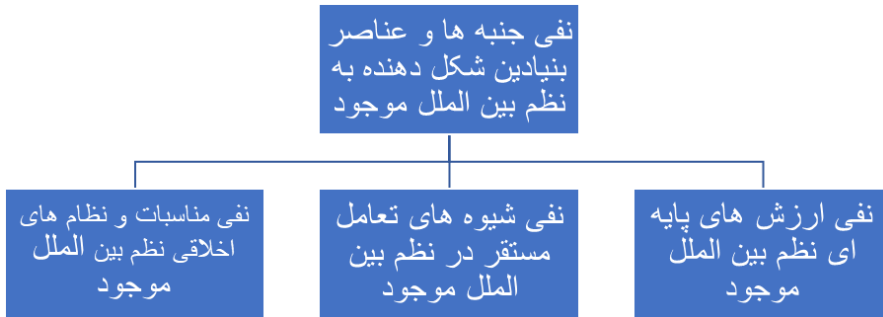 نفی جنبه ها و عناصر
بنیادین شکل دهنده به
نظم بین الملل موجود
نفی ارزش های پایه
ای نظم بین الملل
موجود
نفی شیوه های تعامل
مستقر در نظم بین
الملل موجود
نفی مناسبات و نظام های
اخلاقی نظم بین الملل
موجود